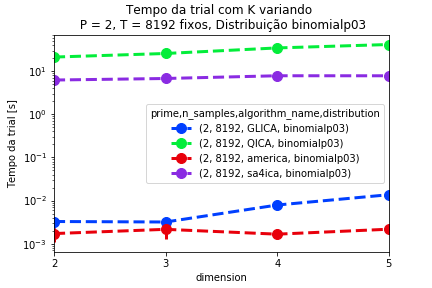 Tempo da trial com K variando
P = 2, T = 8192 fixos, Distribuição binomialp03
Tempo da trial [s]
10¹
10⁰
10⁻¹
10⁻²
10⁻³
prime,n_samples,algorithm_name,distribution
(2, 8192, GLICA, binomialp03)
(2, 8192, QICA, binomialp03)
(2, 8192, america, binomialp03)
(2, 8192, sa4ica, binomialp03)
2
3
4
5
dimension